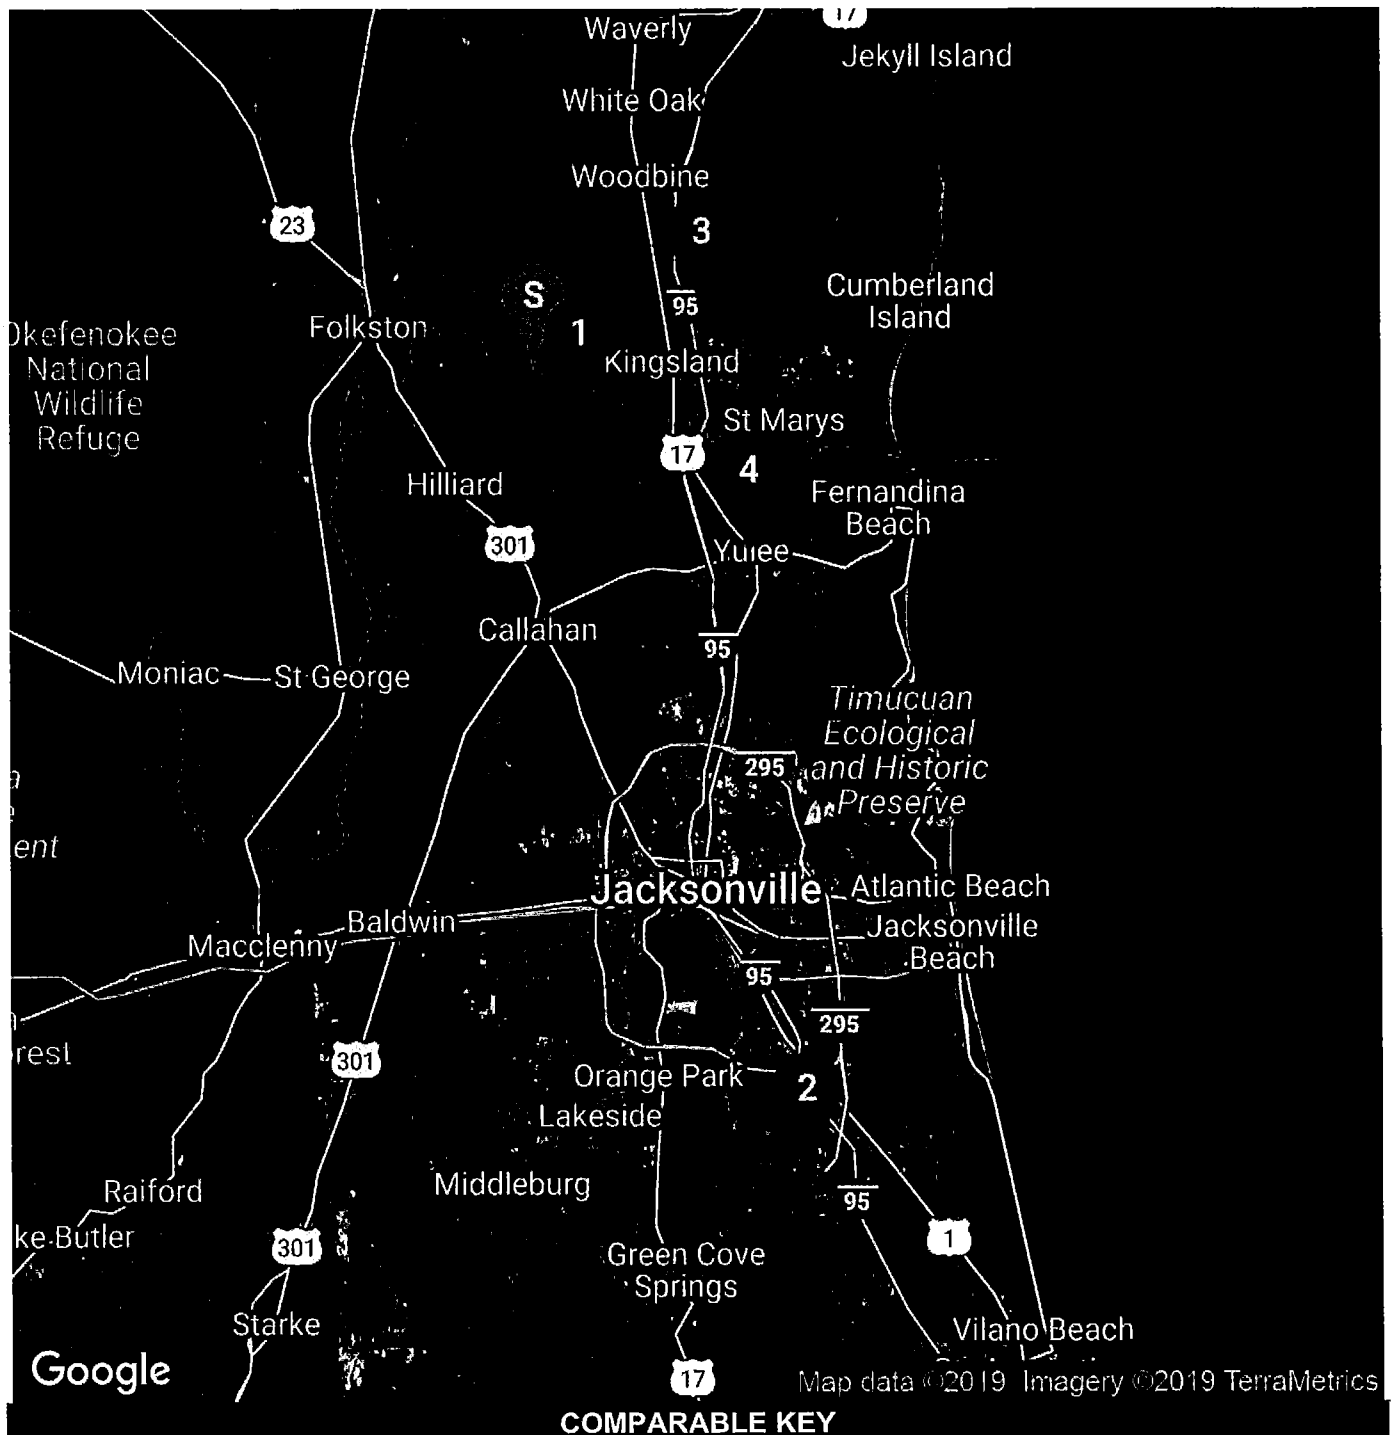 17
Waverly
Jekyll Island
White Oak
Woodbine
23
3
S
Cumberland
Island
95
1
Folkston
Okefenokee
National
Wildlife
Refuge
Kingsland
St Marys
17
4
Hilliard
Fernandina
Beach
301
Yulee
Callahan
95
Moniac
St George
Timucuan
Ecological
and Historic
Preserve
295
a
ent
Jacksonville
Atlantic Beach
Baldwin
Jacksonville
Beach
Macclenny
95
295
rest
301
Orange Park
2
Lakeside
Middleburg
Raiford
95
ke Butler
301
1
Green Cove
Springs
Starke
Vilano Beach
Google
17
Map data ©2019 Imagery ©2019 TerraMetrics
COMPARABLE KEY